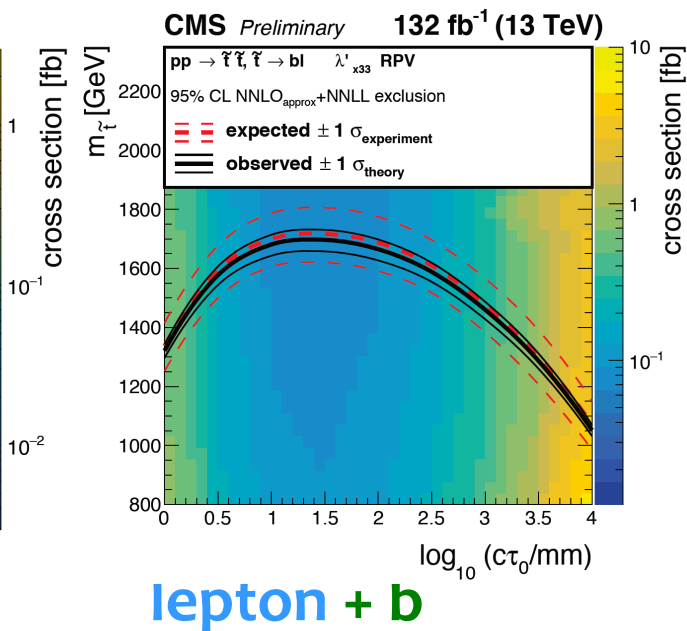 CMS Preliminary 132 fb⁻¹ (13 TeV)
pp → t̃ t̃, t̃ → bl λ'ₓ₃₃ RPV
95% CL NNLOₐₚₚᵣₒₓ+NNLL exclusion
expected ± 1 σ_experiment
observed ± 1 σ_theory
m_t̃ [GeV]
2200
2000
1800
1600
1400
1200
1000
800
0 0.5 1 1.5 2 2.5 3 3.5 4
log₁₀ (cτ₀/mm)
cross section [fb]
10
1
10⁻¹
cross section [fb]
1
10⁻¹
10⁻²
lepton + b